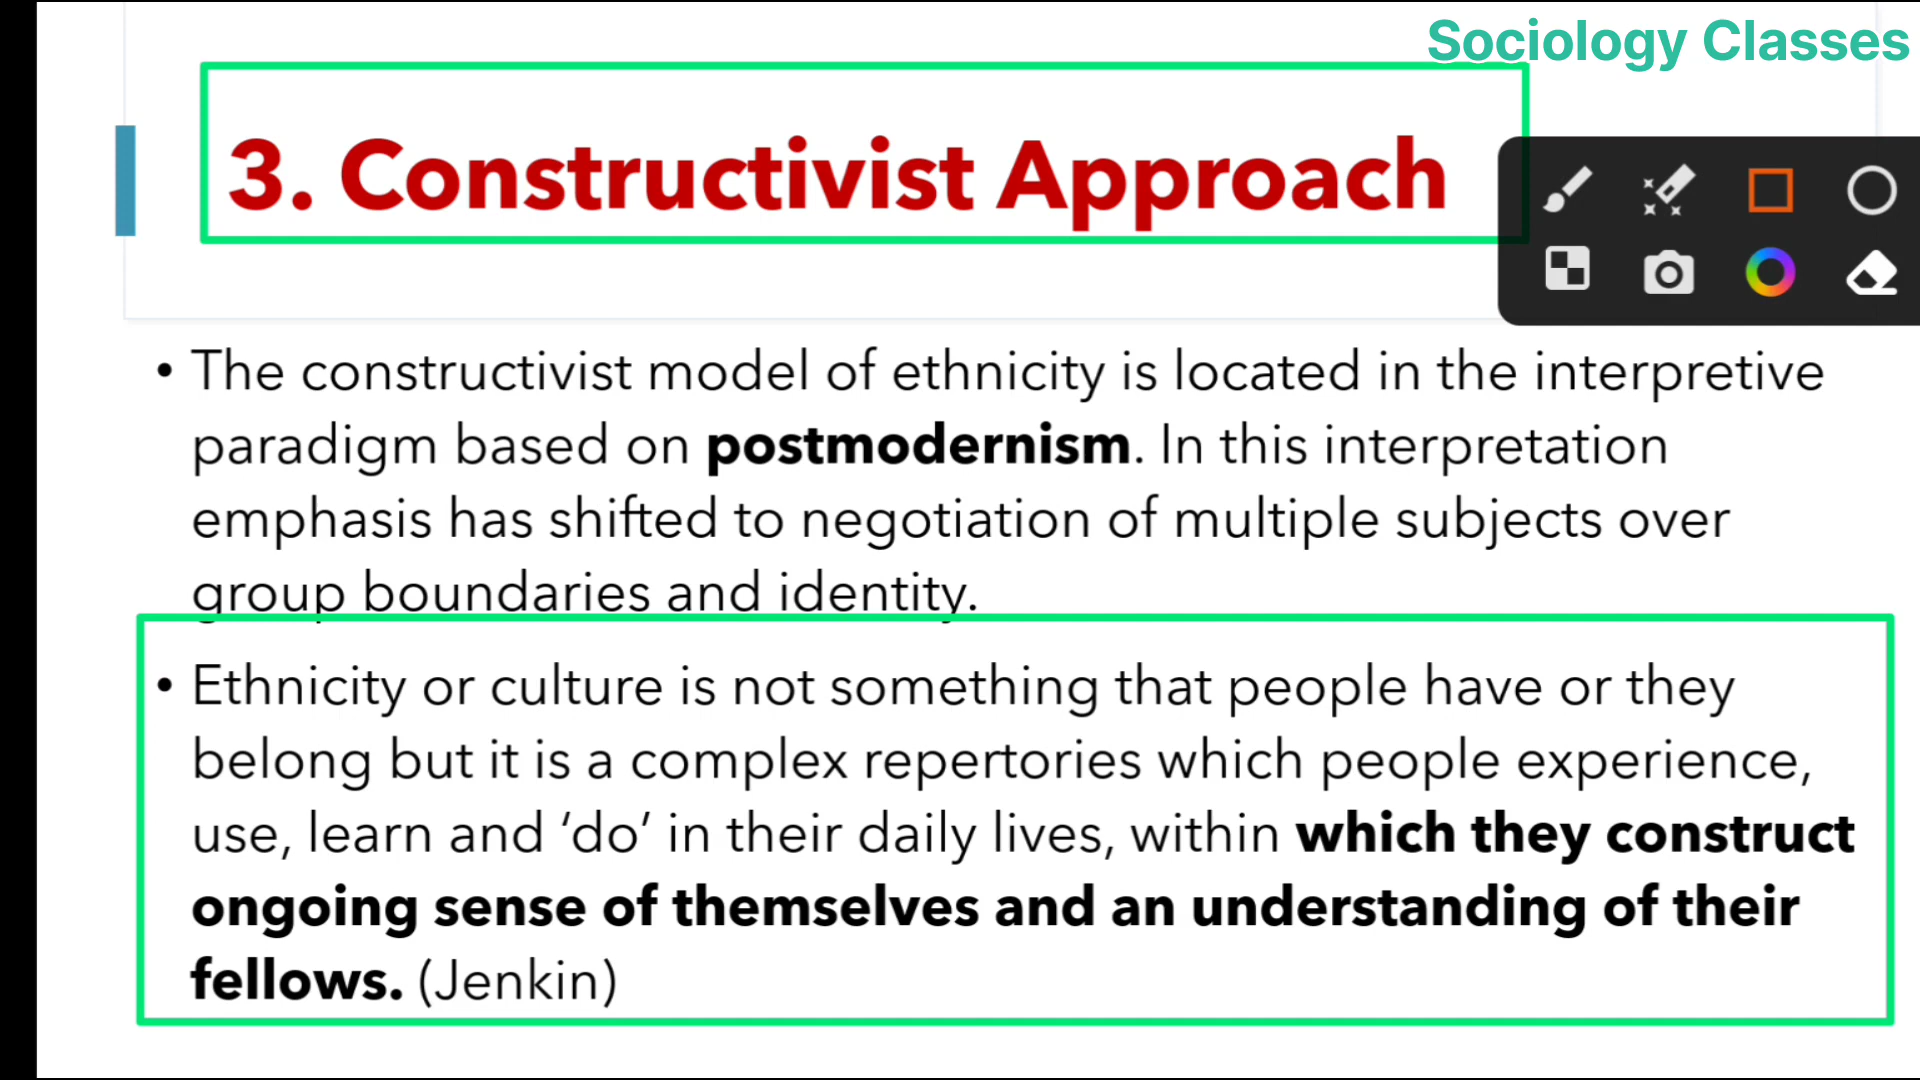 Sociology Classes
3. Constructivist Approach
• The constructivist model of ethnicity is located in the interpretive
paradigm based on postmodernism. In this interpretation
emphasis has shifted to negotiation of multiple subjects over
group boundaries and identity.
• Ethnicity or culture is not something that people have or they
belong but it is a complex repertories which people experience,
use, learn and ‘do’ in their daily lives, within which they construct
ongoing sense of themselves and an understanding of their
fellows. (Jenkin)